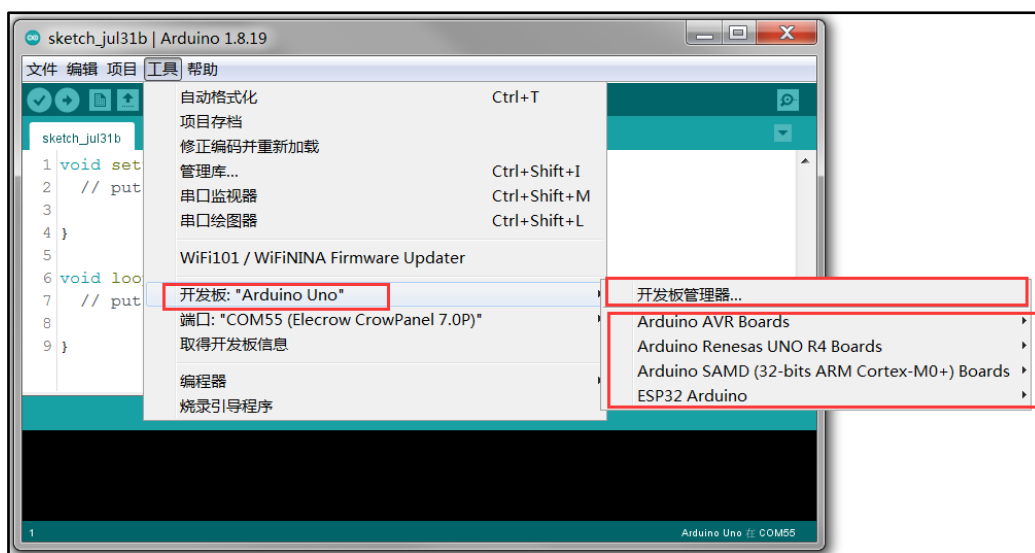 sketch_jul31b | Arduino 1.8.19
文件 编辑 项目 工具 帮助
sketch_jul31b
1 void set
2 // put
3
4 }
5
6 void loo
7 // put
8
9 }
自动格式化 Ctrl+T
项目存档
修正编码并重新加载
管理库... Ctrl+Shift+I
串口监视器 Ctrl+Shift+M
串口绘图器 Ctrl+Shift+L
WiFi101 / WiFiNINA Firmware Updater
开发板: "Arduino Uno"
端口: "COM55 (Elecrow CrowPanel 7.0P)"
取得开发板信息
编程器
烧录引导程序
开发板管理器...
Arduino AVR Boards
Arduino Renesas UNO R4 Boards
Arduino SAMD (32-bits ARM Cortex-M0+) Boards
ESP32 Arduino
1 Arduino Uno 在 COM55